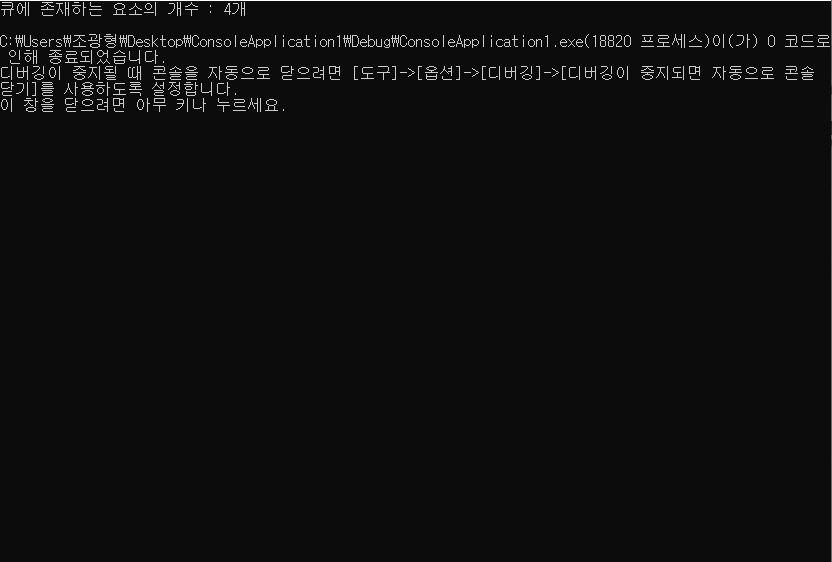 큐에 존재하는 요소의 개수 : 4개
C:₩Users₩조광형₩Desktop₩ConsoleApplication1₩Debug₩ConsoleApplication1.exe(18820 프로세스)이(가) 0 코드로
인해 종료되었습니다.
디버깅이 중지될 때 콘솔을 자동으로 닫으려면 [도구]->[옵션]->[디버깅]->[디버깅이 중지되면 자동으로 콘솔
닫기]를 사용하도록 설정합니다.
이 창을 닫으려면 아무 키나 누르세요.